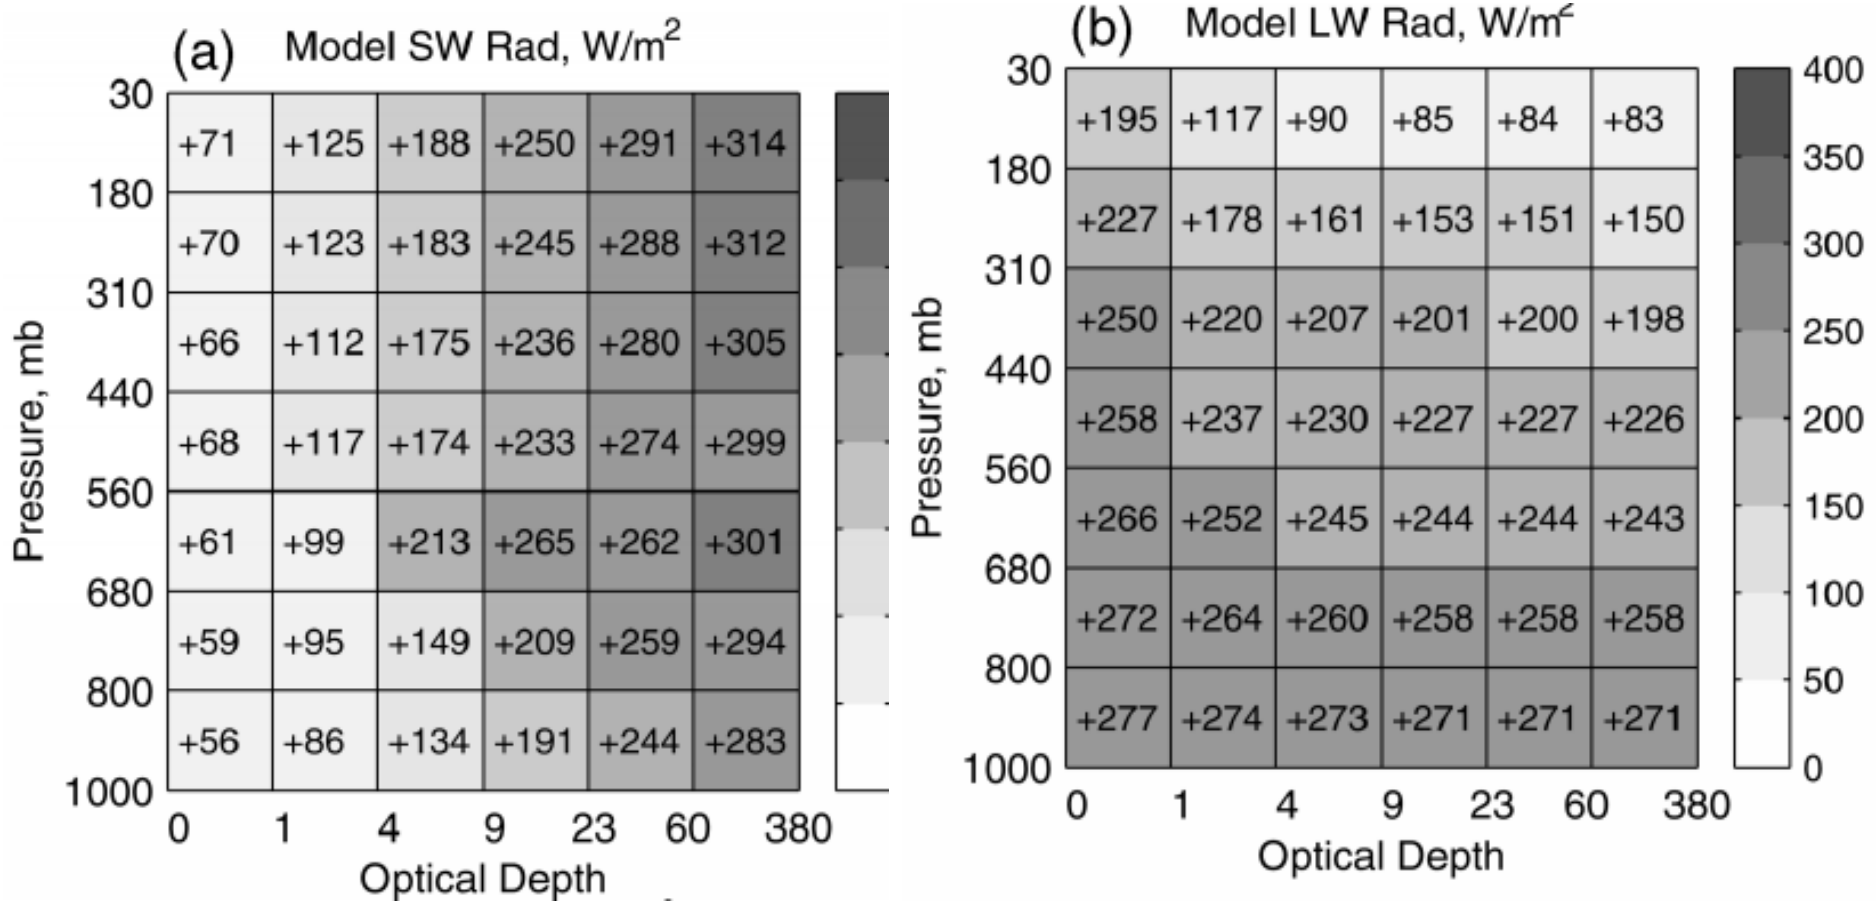 (a) Model SW Rad, W/m2
30
+71 +125 +188 +250 +291 +314
180
+70 +123 +183 +245 +288 +312
310
+66 +112 +175 +236 +280 +305
440
+68 +117 +174 +233 +274 +299
560
+61 +99 +213 +265 +262 +301
680
+59 +95 +149 +209 +259 +294
800
+56 +86 +134 +191 +244 +283
1000
Pressure, mb
0 1 4 9 23 60 380
Optical Depth
(b) Model LW Rad, W/m2
30
+195 +117 +90 +85 +84 +83
180
+227 +178 +161 +153 +151 +150
310
+250 +220 +207 +201 +200 +198
440
+258 +237 +230 +227 +227 +226
560
+266 +252 +245 +244 +244 +243
680
+272 +264 +260 +258 +258 +258
800
+277 +274 +273 +271 +271 +271
1000
Pressure, mb
0 1 4 9 23 60 380
Optical Depth
400
350
300
250
200
150
100
50
0